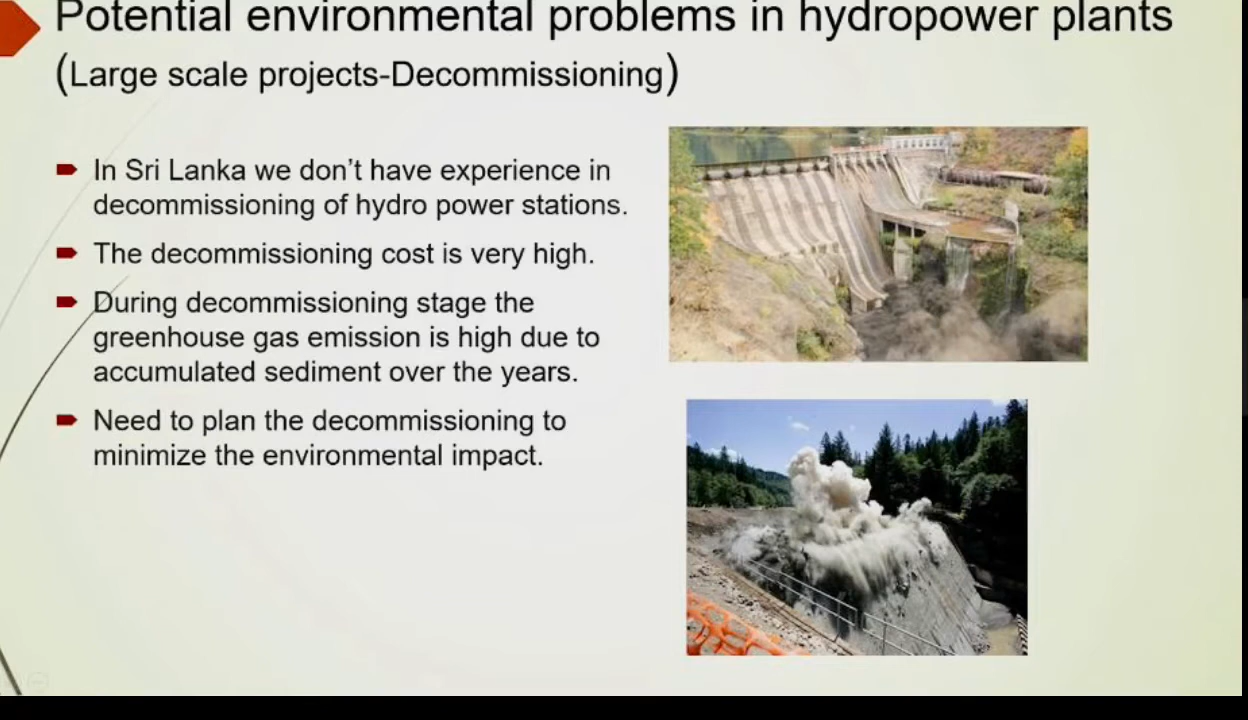 Potential environmental problems in hydropower plants
(Large scale projects-Decommissioning)
In Sri Lanka we don't have experience in
decommissioning of hydro power stations.
The decommissioning cost is very high.
During decommissioning stage the
greenhouse gas emission is high due to
accumulated sediment over the years.
Need to plan the decommissioning to
minimize the environmental impact.